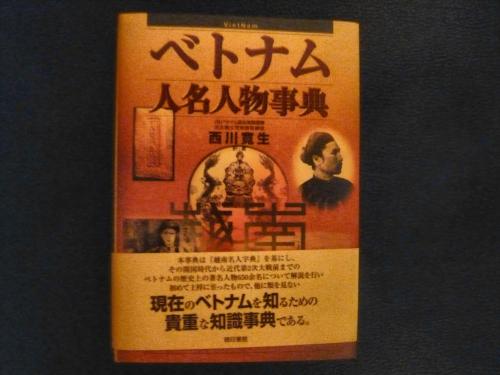 VietNam
ベトナム
人名人物事典
西川寛生
越南
本事典は『越南名人字典』を基にし、
その開国時代から近代第2次大戦前までの
ベトナムの歴史上の著名人物650余名について解説を行い
初めて上梓に至ったもので、他に類を見ない
現在のベトナムを知るための
貴重な知識事典である。